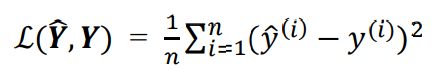 ℒ(Ŷ, Y) = 1/n ∑ⁿᵢ₌₁(ŷ⁽ⁱ⁾ − y⁽ⁱ⁾)²